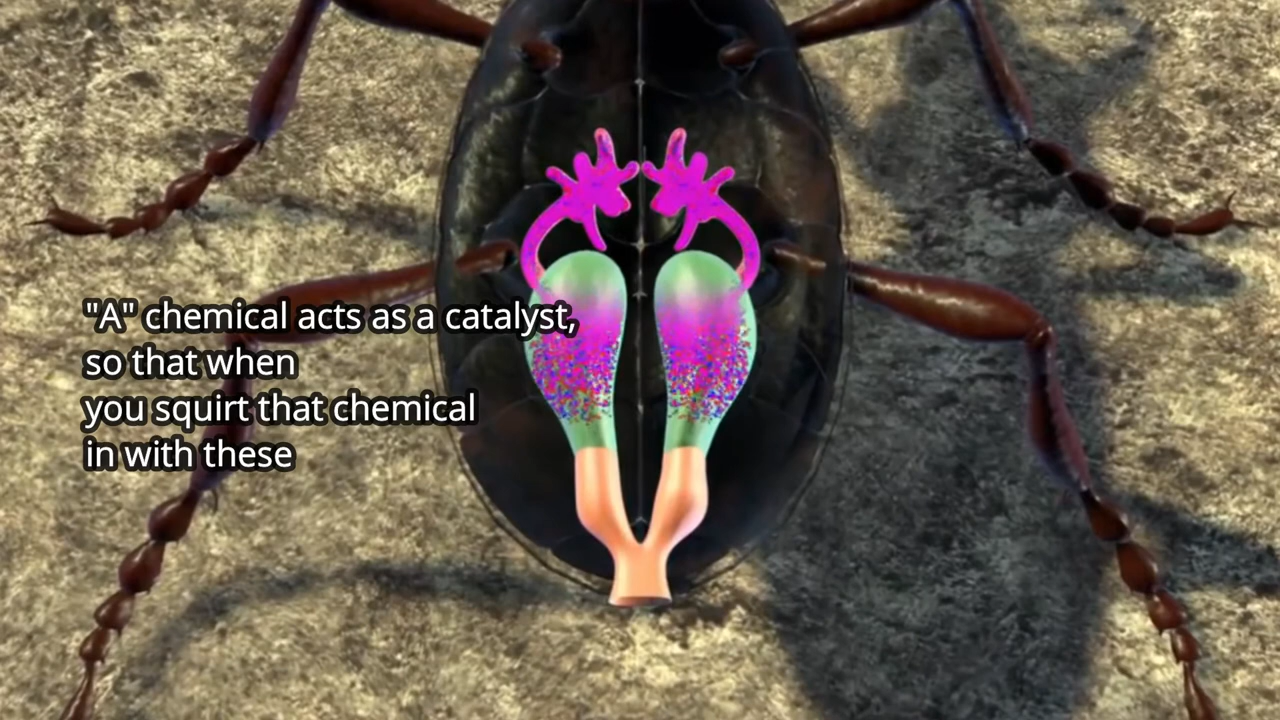 "A" chemical acts as a catalyst,
so that when
you squirt that chemical
in with these